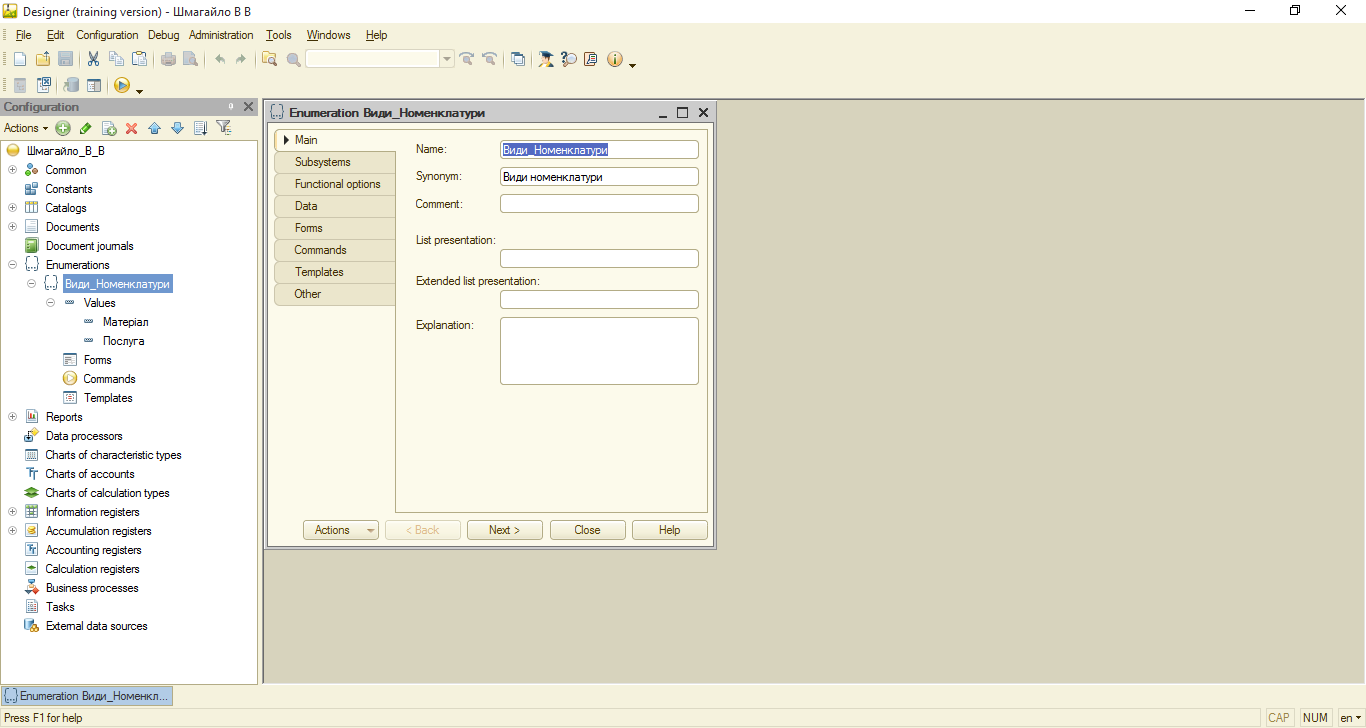 Designer (training version) - Шмагайло В В
File Edit Configuration Debug Administration Tools Windows Help
Configuration
Actions
Шмагайло_В_В
Common
Constants
Catalogs
Documents
Document journals
Enumerations
Види_Номенклатури
Values
Матеріал
Послуга
Forms
Commands
Templates
Reports
Data processors
Charts of characteristic types
Charts of accounts
Charts of calculation types
Information registers
Accumulation registers
Accounting registers
Calculation registers
Business processes
Tasks
External data sources
Enumeration Види_Номенклатури
Main
Subsystems
Functional options
Data
Forms
Commands
Templates
Other
Name: Види_Номенклатури
Synonym: Види номенклатури
Comment:
List presentation:
Extended list presentation:
Explanation:
Actions < Back Next > Close Help
Enumeration Види_Номенкл...
Press F1 for help CAP NUM en